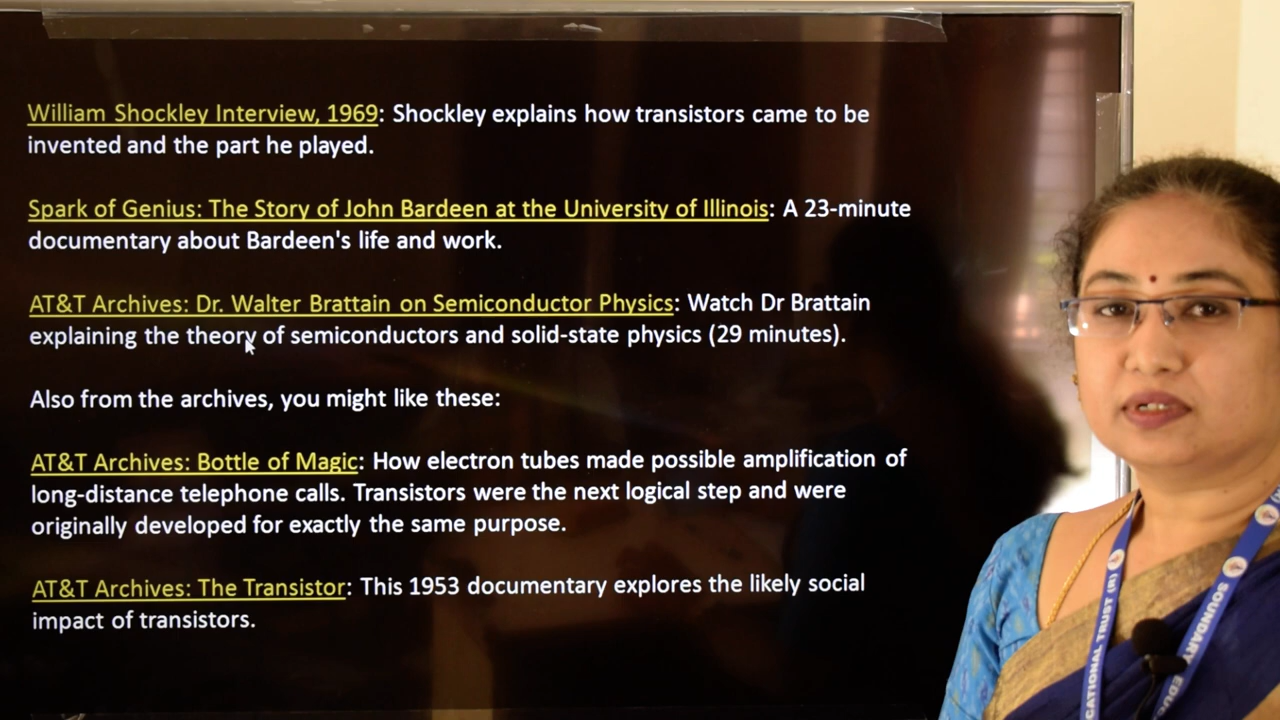 William Shockley Interview, 1969: Shockley explains how transistors came to be
invented and the part he played.
Spark of Genius: The Story of John Bardeen at the University of Illinois: A 23-minute
documentary about Bardeen's life and work.
AT&T Archives: Dr. Walter Brattain on Semiconductor Physics: Watch Dr Brattain
explaining the theory of semiconductors and solid-state physics (29 minutes).
Also from the archives, you might like these:
AT&T Archives: Bottle of Magic: How electron tubes made possible amplification of
long-distance telephone calls. Transistors were the next logical step and were
originally developed for exactly the same purpose.
AT&T Archives: The Transistor: This 1953 documentary explores the likely social
impact of transistors.
CATIONAL TRUST (R)
SOUNDARYA EDUC